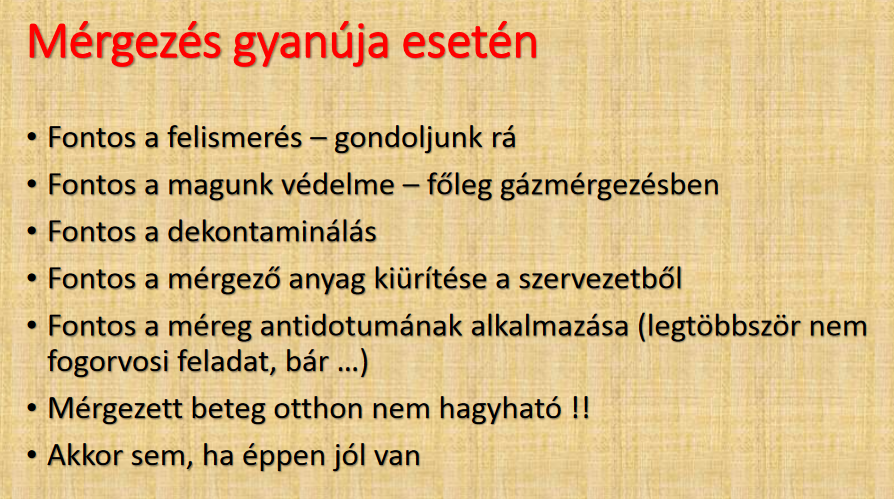 Mérgezés gyanúja esetén
• Fontos a felismerés – gondoljunk rá
• Fontos a magunk védelme – főleg gázmérgezésben
• Fontos a dekontaminálás
• Fontos a mérgező anyag kiürítése a szervezetből
• Fontos a méreg antidotumának alkalmazása (legtöbbször nem
fogorvosi feladat, bár ...)
• Mérgezett beteg otthon nem hagyható !!
• Akkor sem, ha éppen jól van